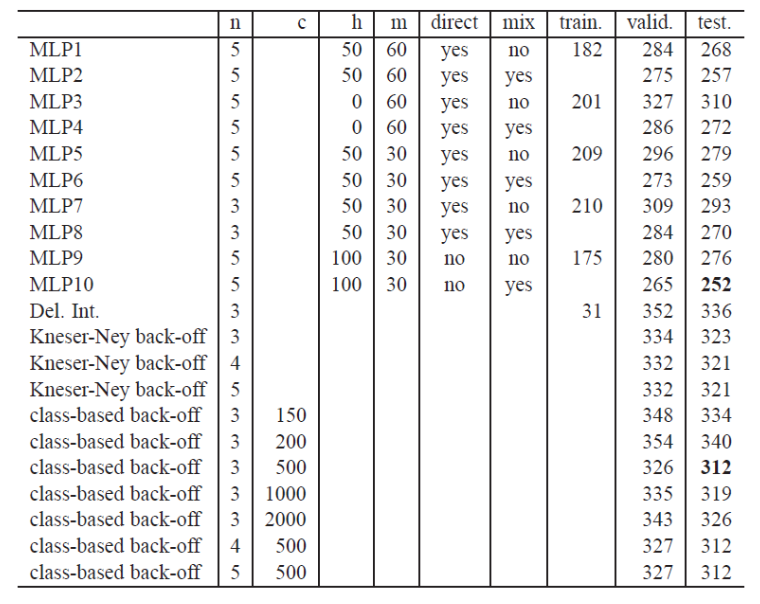 n c h m direct mix train. valid. test.
MLP1 5 50 60 yes no 182 284 268
MLP2 5 50 60 yes yes 275 257
MLP3 5 0 60 yes no 201 327 310
MLP4 5 0 60 yes yes 286 272
MLP5 5 50 30 yes no 209 296 279
MLP6 5 50 30 yes yes 273 259
MLP7 3 50 30 yes no 210 309 293
MLP8 3 50 30 yes yes 284 270
MLP9 5 100 30 no no 175 280 276
MLP10 5 100 30 no yes 265 252
Del. Int. 3 31 352 336
Kneser-Ney back-off 3 334 323
Kneser-Ney back-off 4 332 321
Kneser-Ney back-off 5 332 321
class-based back-off 3 150 348 334
class-based back-off 3 200 354 340
class-based back-off 3 500 326 312
class-based back-off 3 1000 335 319
class-based back-off 3 2000 343 326
class-based back-off 4 500 327 312
class-based back-off 5 500 327 312